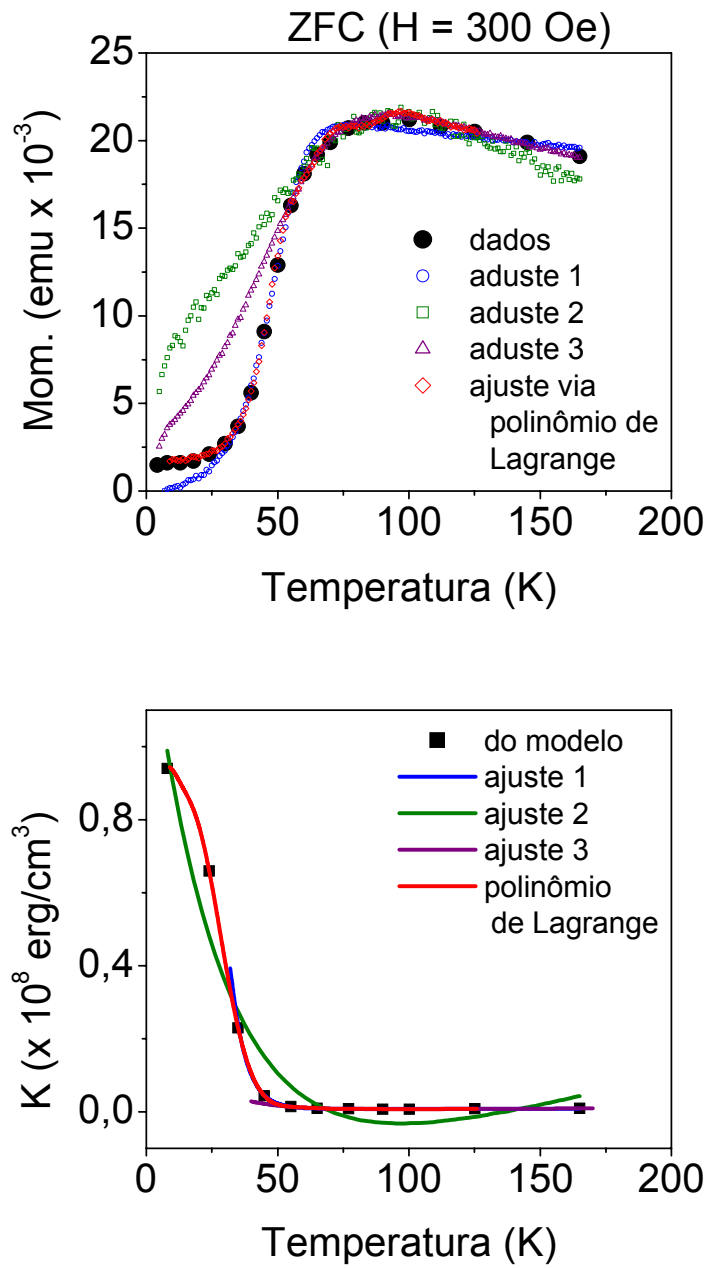 ZFC (H = 300 Oe)
25
20
15
10
5
0
Mom. (emu x 10⁻³)
dados
aduste 1
aduste 2
aduste 3
ajuste via
polinômio de
Lagrange
0 50 100 150 200
Temperatura (K)
0,8
0,4
0,0
K (x 10⁸ erg/cm³)
do modelo
ajuste 1
ajuste 2
ajuste 3
polinômio
de Lagrange
0 50 100 150 200
Temperatura (K)